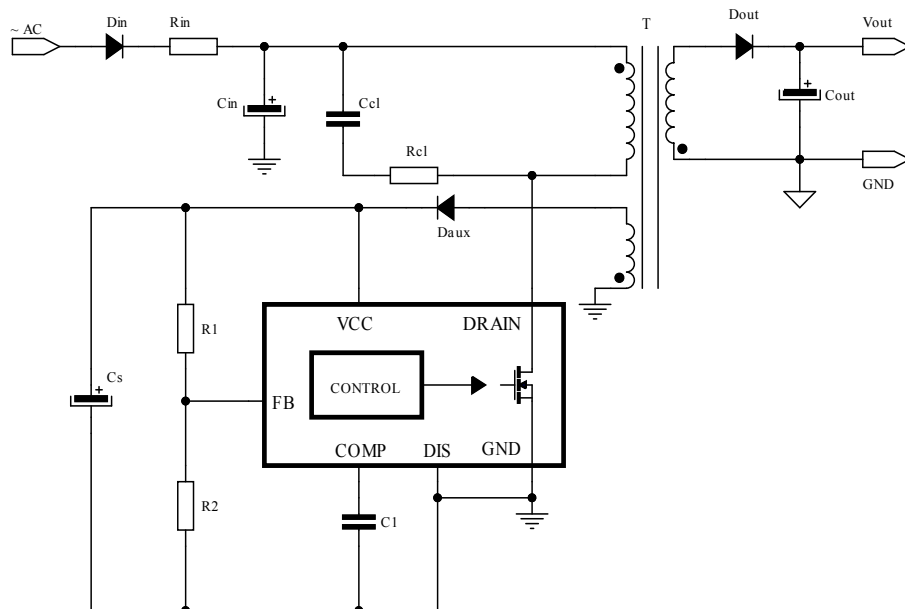 ~ AC
Din
Rin
T
Dout
Vout
Cin
+
Ccl
+
Cout
Rcl
GND
Daux
VCC
DRAIN
R1
Cs
+
CONTROL
FB
COMP
DIS
GND
R2
C1